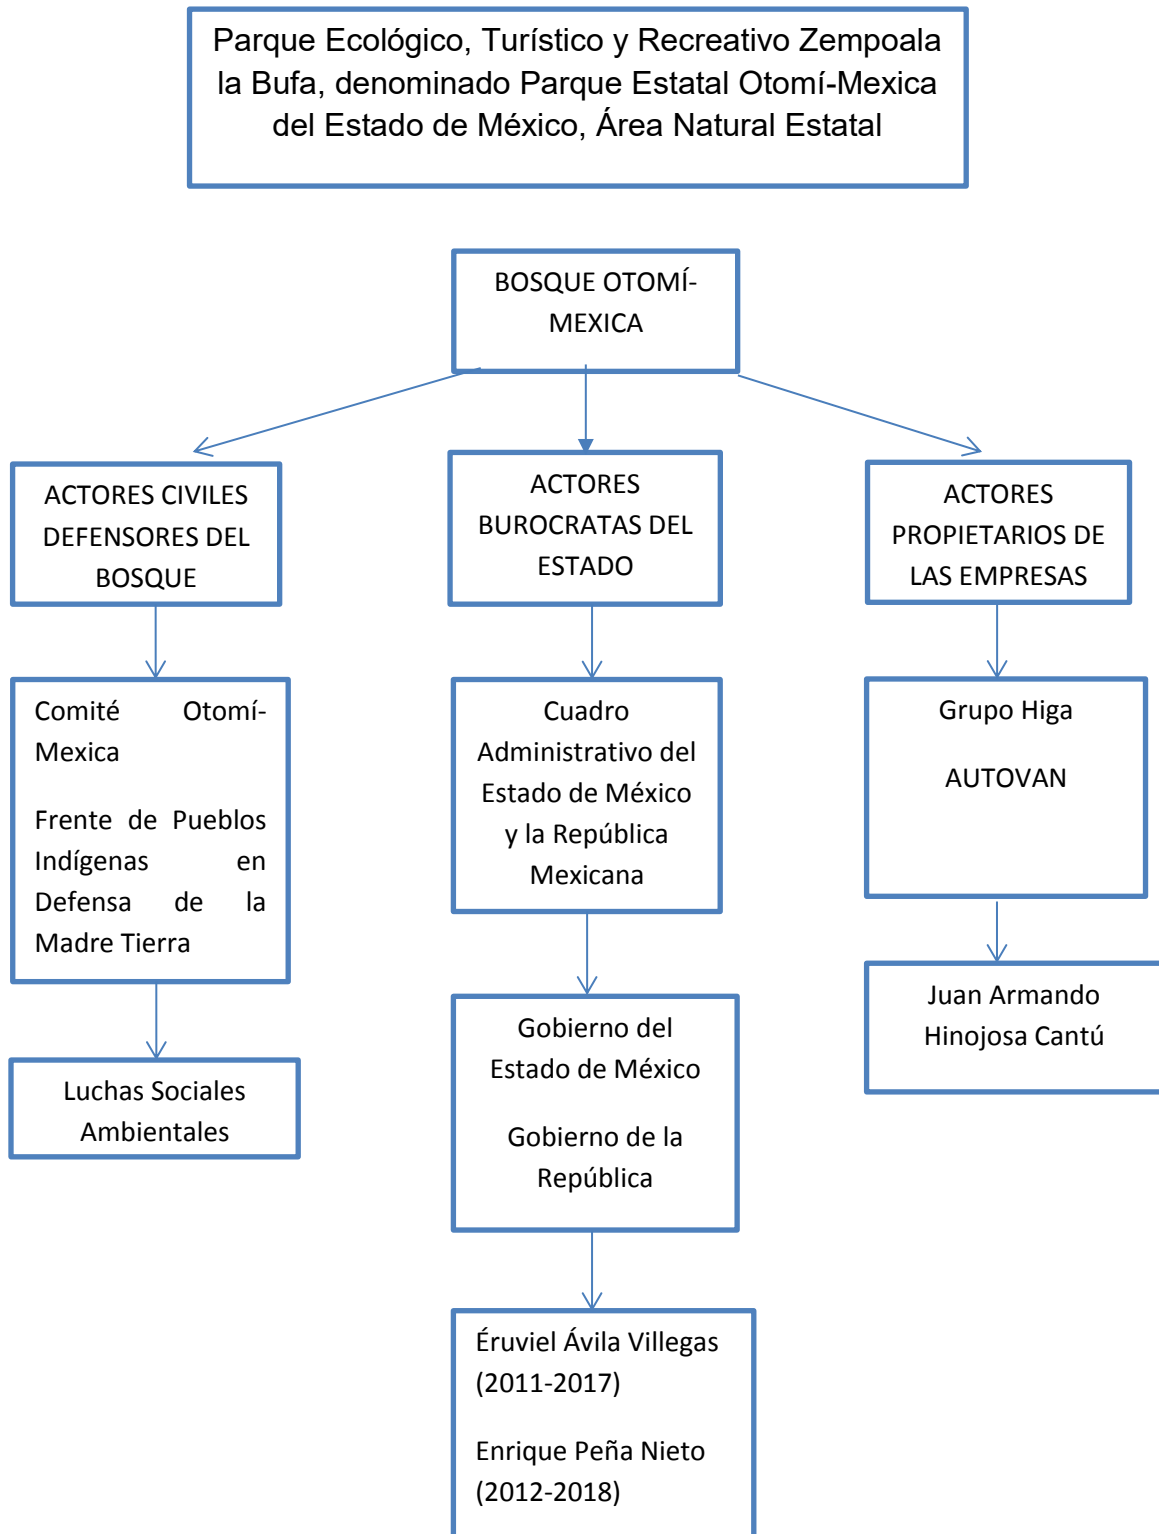 Parque Ecológico, Turístico y Recreativo Zempoala
la Bufa, denominado Parque Estatal Otomí-Mexica
del Estado de México, Área Natural Estatal
BOSQUE OTOMÍ-
MEXICA
ACTORES CIVILES
DEFENSORES DEL
BOSQUE
ACTORES
BUROCRATAS DEL
ESTADO
ACTORES
PROPIETARIOS DE
LAS EMPRESAS
Comité Otomí-
Mexica
Frente de Pueblos
Indígenas en
Defensa de la
Madre Tierra
Cuadro
Administrativo del
Estado de México
y la República
Mexicana
Grupo Higa
AUTOVAN
Luchas Sociales
Ambientales
Gobierno del
Estado de México
Gobierno de la
República
Juan Armando
Hinojosa Cantú
Éruviel Ávila Villegas
(2011-2017)
Enrique Peña Nieto
(2012-2018)